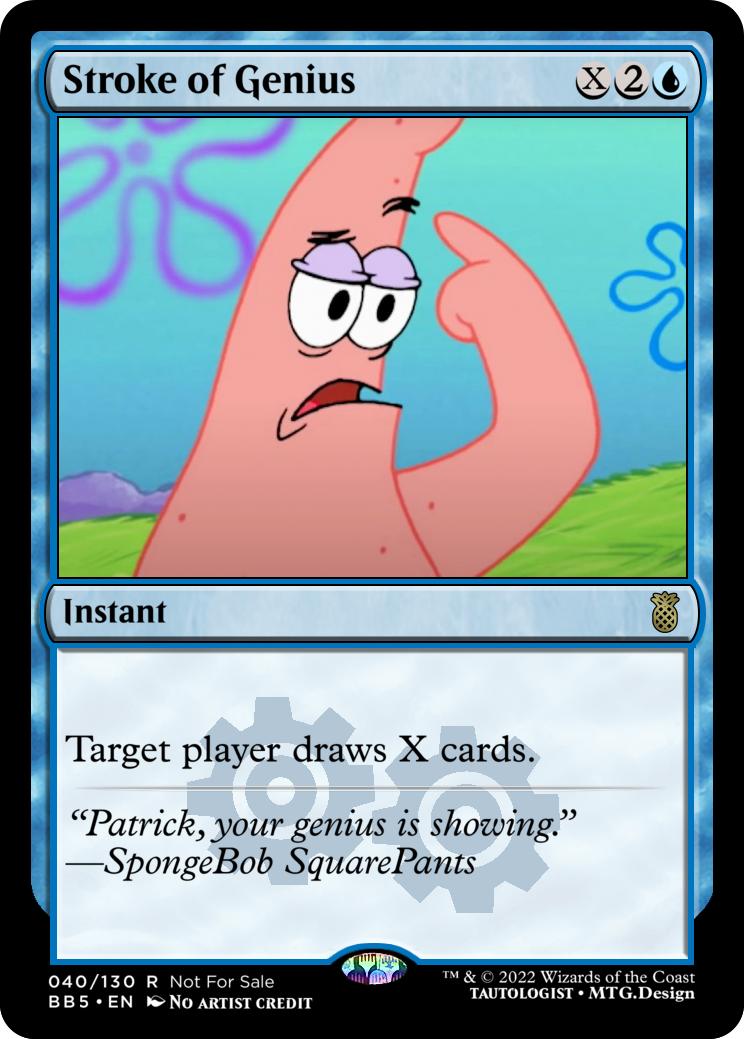 Stroke of Genius X 2
Instant
Target player draws X cards.
“Patrick, your genius is showing.”
—SpongeBob SquarePants
040/130 R Not For Sale ™ & © 2022 Wizards of the Coast
BB5 • EN No artist credit TAUTOLOGIST • MTG.Design